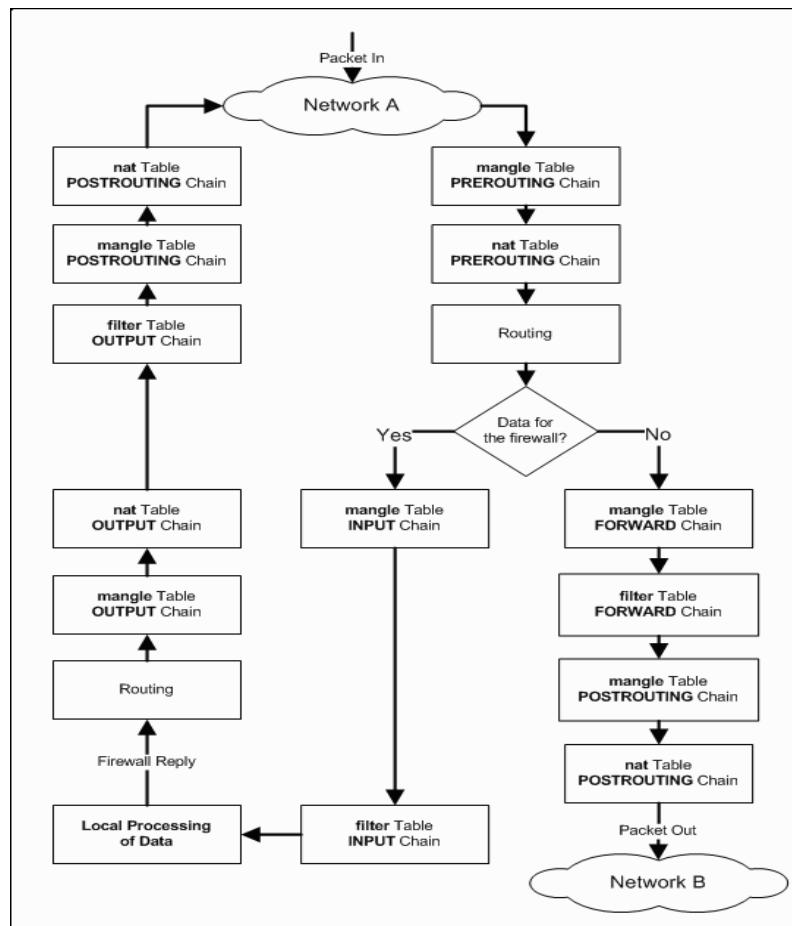 Packet In
Network A
nat Table
POSTROUTING Chain
mangle Table
POSTROUTING Chain
filter Table
OUTPUT Chain
nat Table
OUTPUT Chain
mangle Table
OUTPUT Chain
Routing
Firewall Reply
Local Processing
of Data
mangle Table
PREROUTING Chain
nat Table
PREROUTING Chain
Routing
Data for
the firewall?
Yes
No
mangle Table
INPUT Chain
filter Table
INPUT Chain
mangle Table
FORWARD Chain
filter Table
FORWARD Chain
mangle Table
POSTROUTING Chain
nat Table
POSTROUTING Chain
Packet Out
Network B